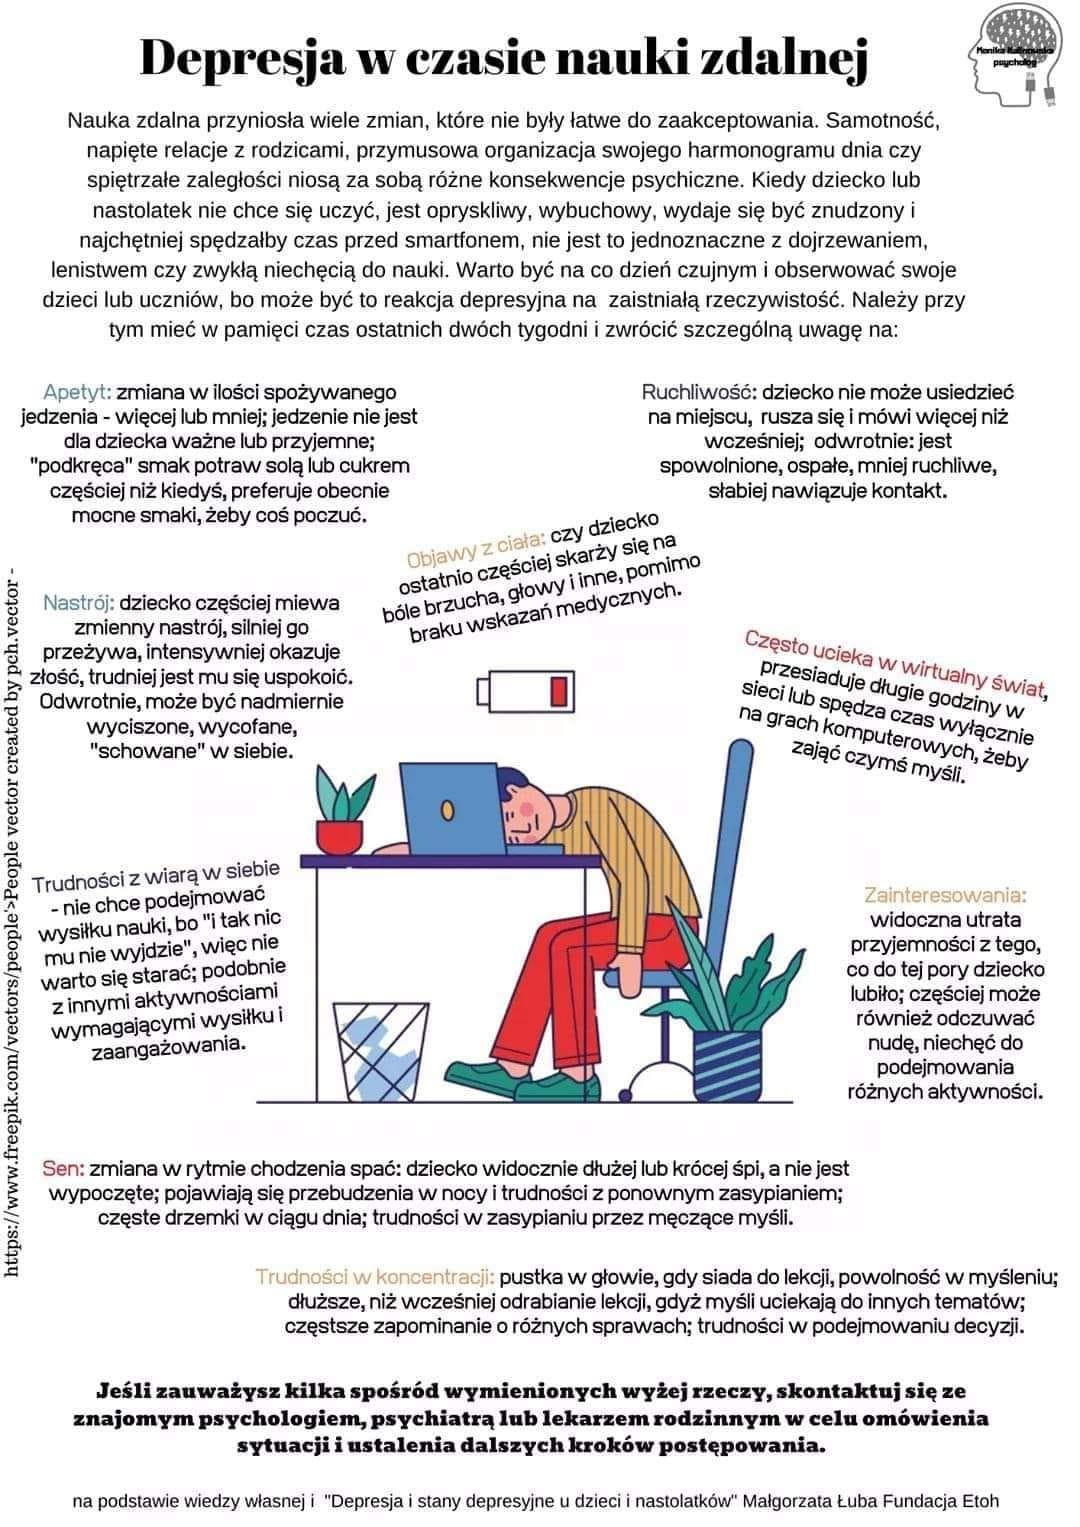 Depresja w czasie nauki zdalnej
Monika Kalinowska
psycholog
Nauka zdalna przyniosła wiele zmian, które nie były łatwe do zaakceptowania. Samotność,
napięte relacje z rodzicami, przymusowa organizacja swojego harmonogramu dnia czy
spiętrzałe zaległości niosą za sobą różne konsekwencje psychiczne. Kiedy dziecko lub
nastolatek nie chce się uczyć, jest opryskliwy, wybuchowy, wydaje się być znudzony i
najchętniej spędzałby czas przed smartfonem, nie jest to jednoznaczne z dojrzewaniem,
lenistwem czy zwykłą niechęcią do nauki. Warto być na co dzień czujnym i obserwować swoje
dzieci lub uczniów, bo może być to reakcja depresyjna na zaistniałą rzeczywistość. Należy przy
tym mieć w pamięci czas ostatnich dwóch tygodni i zwrócić szczególną uwagę na:
Apetyt: zmiana w ilości spożywanego
jedzenia - więcej lub mniej; jedzenie nie jest
dla dziecka ważne lub przyjemne;
"podkręca" smak potraw solą lub cukrem
częściej niż kiedyś, preferuje obecnie
mocne smaki, żeby coś poczuć.
Ruchliwość: dziecko nie może usiedzieć
na miejscu, rusza się i mówi więcej niż
wcześniej; odwrotnie: jest
spowolnione, ospałe, mniej ruchliwe,
słabiej nawiązuje kontakt.
Objawy z ciała: czy dziecko
ostatnio częściej skarży się na
bóle brzucha, głowy i inne, pomimo
braku wskazań medycznych.
Nastrój: dziecko częściej miewa
zmienny nastrój, silniej go
przeżywa, intensywniej okazuje
złość, trudniej jest mu się uspokoić.
Odwrotnie, może być nadmiernie
wyciszone, wycofane,
"schowane" w siebie.
Często ucieka w wirtualny świat,
przesiaduje długie godziny w
sieci lub spędza czas wyłącznie
na grach komputerowych, żeby
zająć czymś myśli.
Trudności z wiarą w siebie
- nie chce podejmować
wysiłku nauki, bo "i tak nic
mu nie wyjdzie", więc nie
warto się starać; podobnie
z innymi aktywnościami
wymagającymi wysiłku i
zaangażowania.
Zainteresowania:
widoczna utrata
przyjemności z tego,
co do tej pory dziecko
lubiło; częściej może
również odczuwać
nudę, niechęć do
podejmowania
różnych aktywności.
Sen: zmiana w rytmie chodzenia spać: dziecko widocznie dłużej lub krócej śpi, a nie jest
wypoczęte; pojawiają się przebudzenia w nocy i trudności z ponownym zasypianiem;
częste drzemki w ciągu dnia; trudności w zasypianiu przez męczące myśli.
Trudności w koncentracji: pustka w głowie, gdy siada do lekcji, powolność w myśleniu;
dłuższe, niż wcześniej odrabianie lekcji, gdyż myśli uciekają do innych tematów;
częstsze zapominanie o różnych sprawach; trudności w podejmowaniu decyzji.
Jeśli zauważysz kilka spośród wymienionych wyżej rzeczy, skontaktuj się ze
znajomym psychologiem, psychiatrą lub lekarzem rodzinnym w celu omówienia
sytuacji i ustalenia dalszych kroków postępowania.
na podstawie wiedzy własnej i "Depresja i stany depresyjne u dzieci i nastolatków" Małgorzata Łuba Fundacja Etoh
https://www.freepik.com/vectors/people'>People vector created by pch.vector -